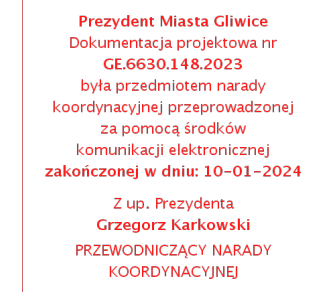 Prezydent Miasta Gliwice
Dokumentacja projektowa nr
GE.6630.148.2023
była przedmiotem narady
koordynacyjnej przeprowadzonej
za pomocą środków
komunikacji elektronicznej
zakończonej w dniu: 10-01-2024
Z up. Prezydenta
Grzegorz Karkowski
PRZEWODNICZĄCY NARADY
KOORDYNACYJNEJ